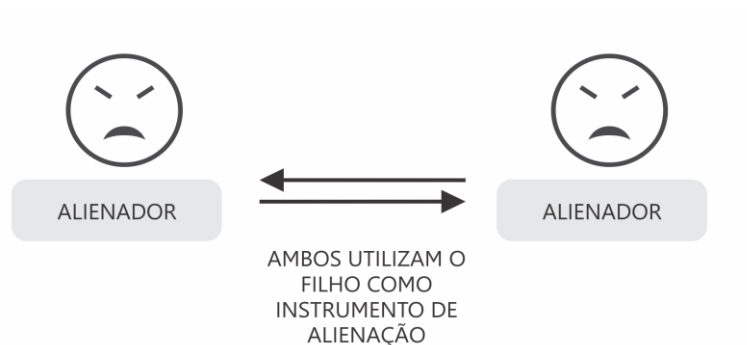 ALIENADOR
ALIENADOR
AMBOS UTILIZAM O
FILHO COMO
INSTRUMENTO DE
ALIENAÇÃO